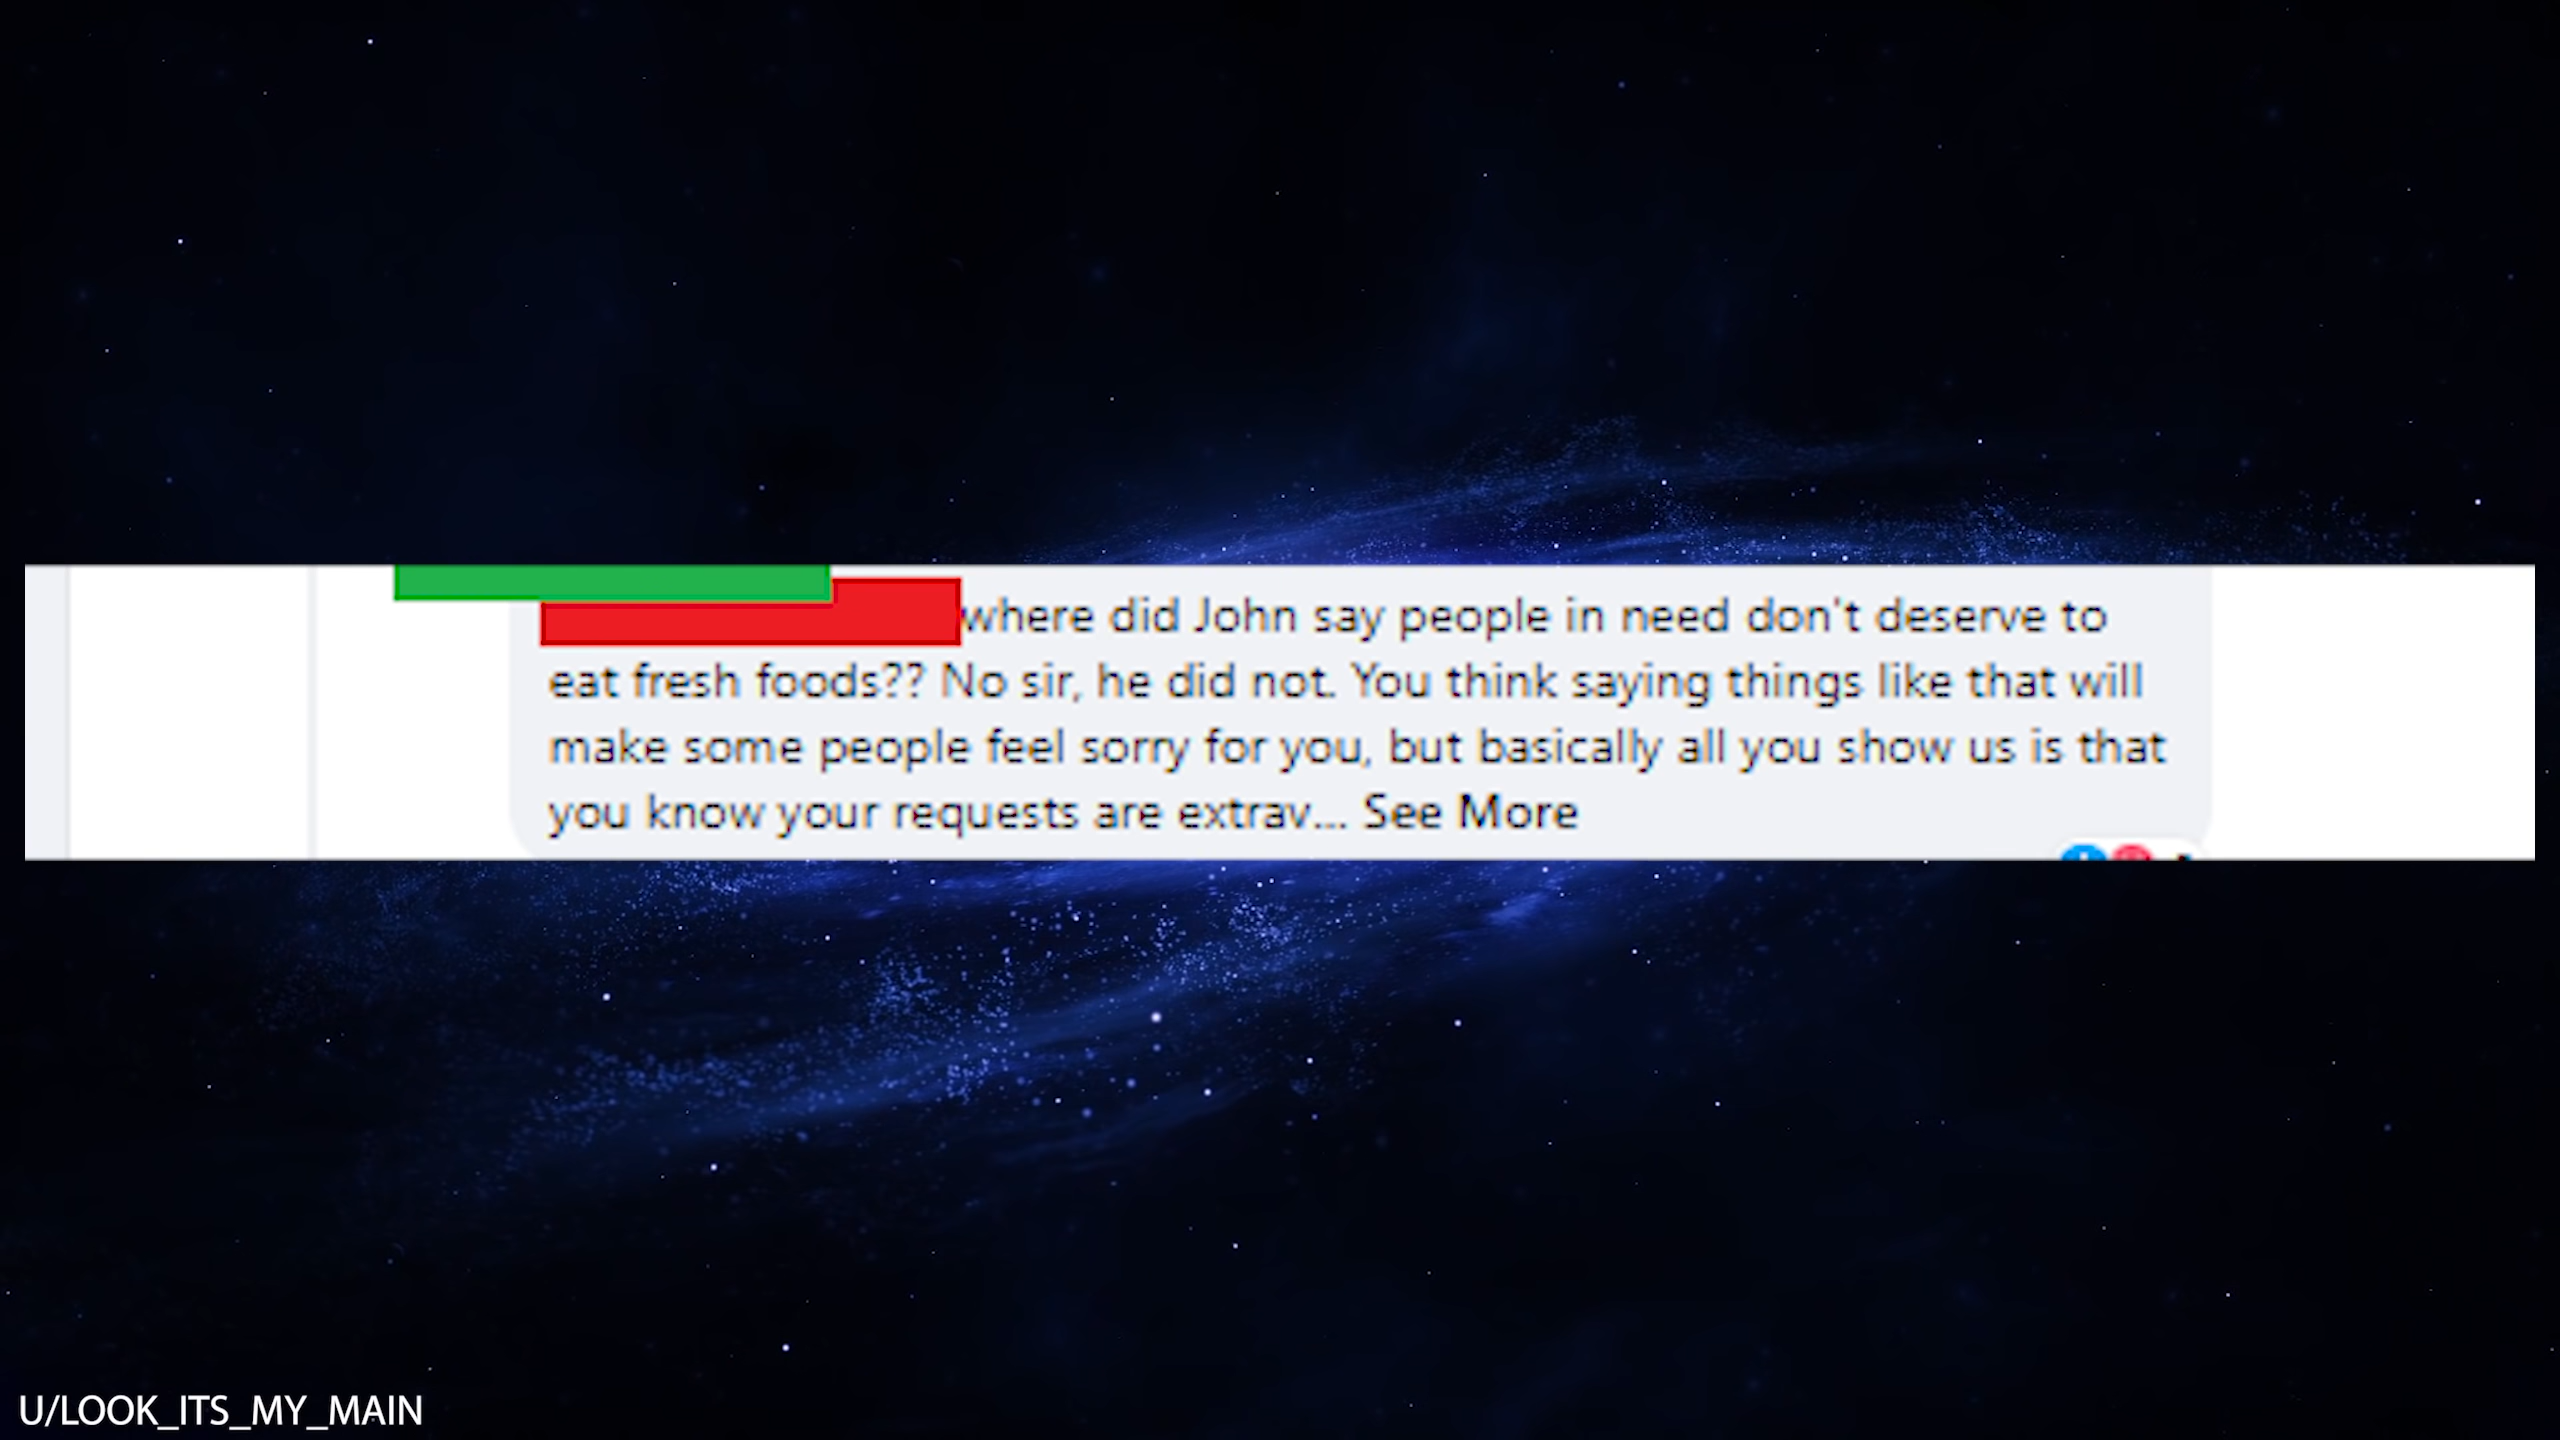 where did John say people in need don't deserve to
eat fresh foods?? No sir, he did not. You think saying things like that will
make some people feel sorry for you, but basically all you show us is that
you know your requests are extrav... See More
U/LOOK_ITS_MY_MAIN